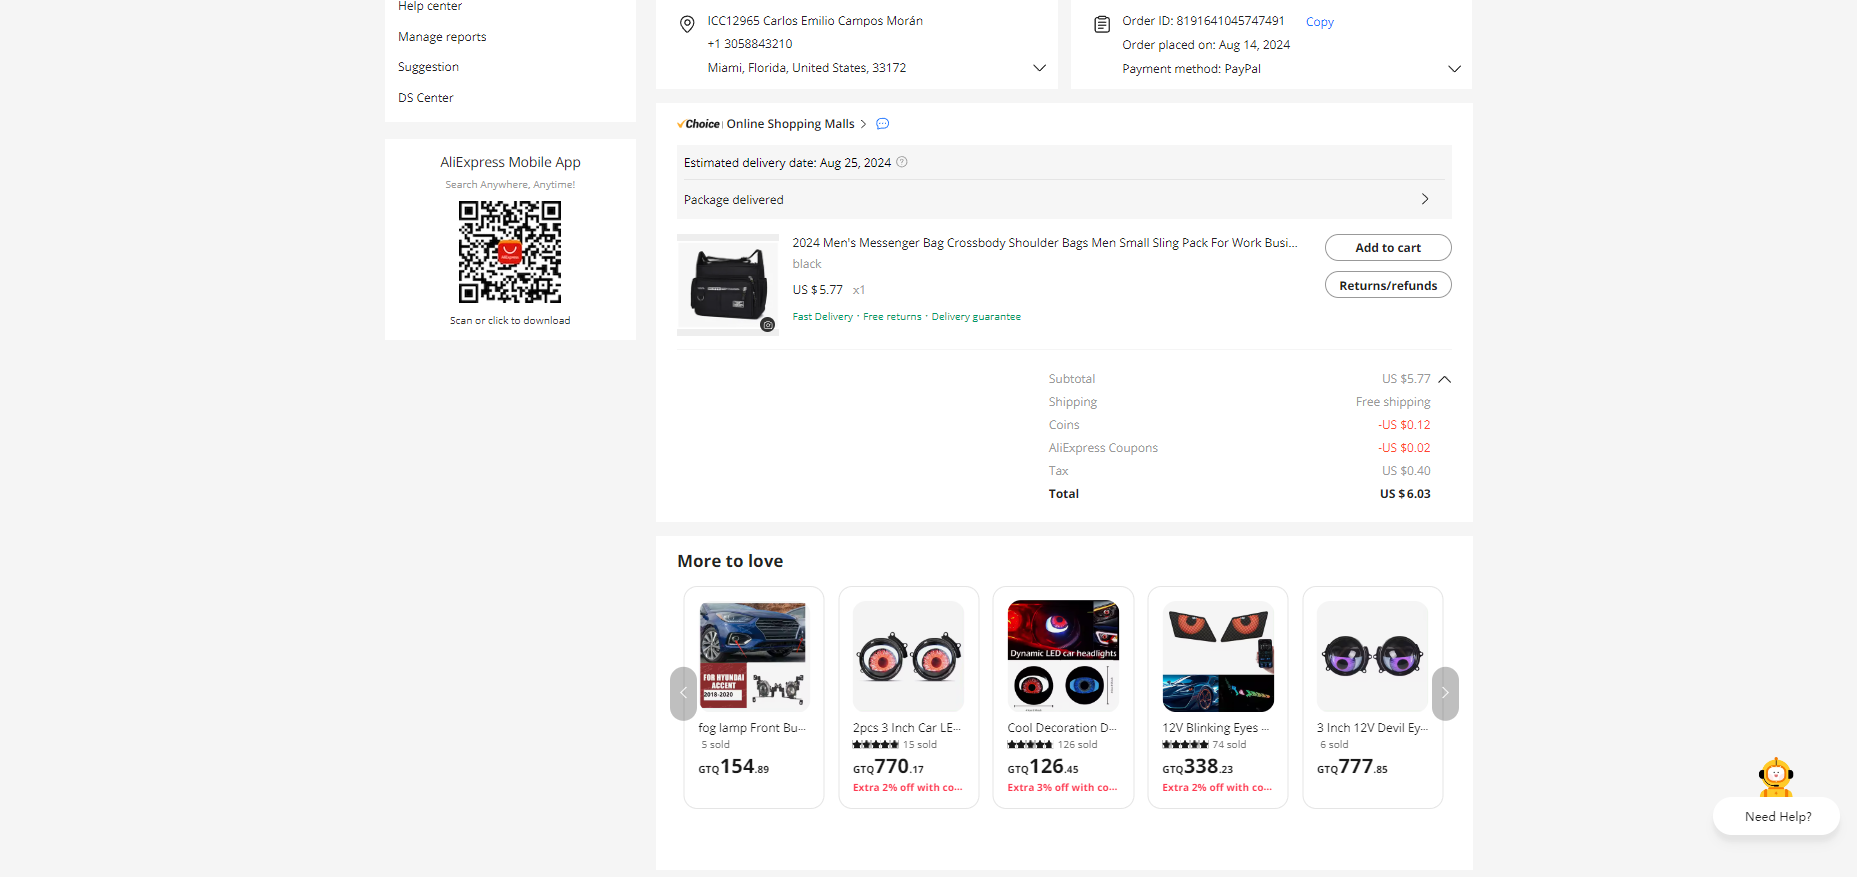 Help center
Manage reports
Suggestion
DS Center
AliExpress Mobile App
Search Anywhere, Anytime!
AliExpress
Scan or click to download
ICC12965 Carlos Emilio Campos Morán
+1 3058843210
Miami, Florida, United States, 33172
Order ID: 8191641045747491 Copy
Order placed on: Aug 14, 2024
Payment method: PayPal
Choice | Online Shopping Malls
Estimated delivery date: Aug 25, 2024
Package delivered
2024 Men's Messenger Bag Crossbody Shoulder Bags Men Small Sling Pack For Work Busi...
black
US $5.77 x1
Fast Delivery · Free returns · Delivery guarantee
Add to cart
Returns/refunds
Subtotal US $5.77
Shipping Free shipping
Coins -US $0.12
AliExpress Coupons -US $0.02
Tax US $0.40
Total US $6.03
More to love
FOR HYUNDAI
ACCENT
2018-2020
fog lamp Front Bu...
5 sold
GTQ154.89
2pcs 3 Inch Car LE...
15 sold
GTQ770.17
Extra 2% off with co...
Dynamic LED car headlights
Cool Decoration D...
126 sold
GTQ126.45
Extra 3% off with co...
12V Blinking Eyes ...
74 sold
GTQ338.23
Extra 2% off with co...
3 Inch 12V Devil Ey...
6 sold
GTQ777.85
Need Help?